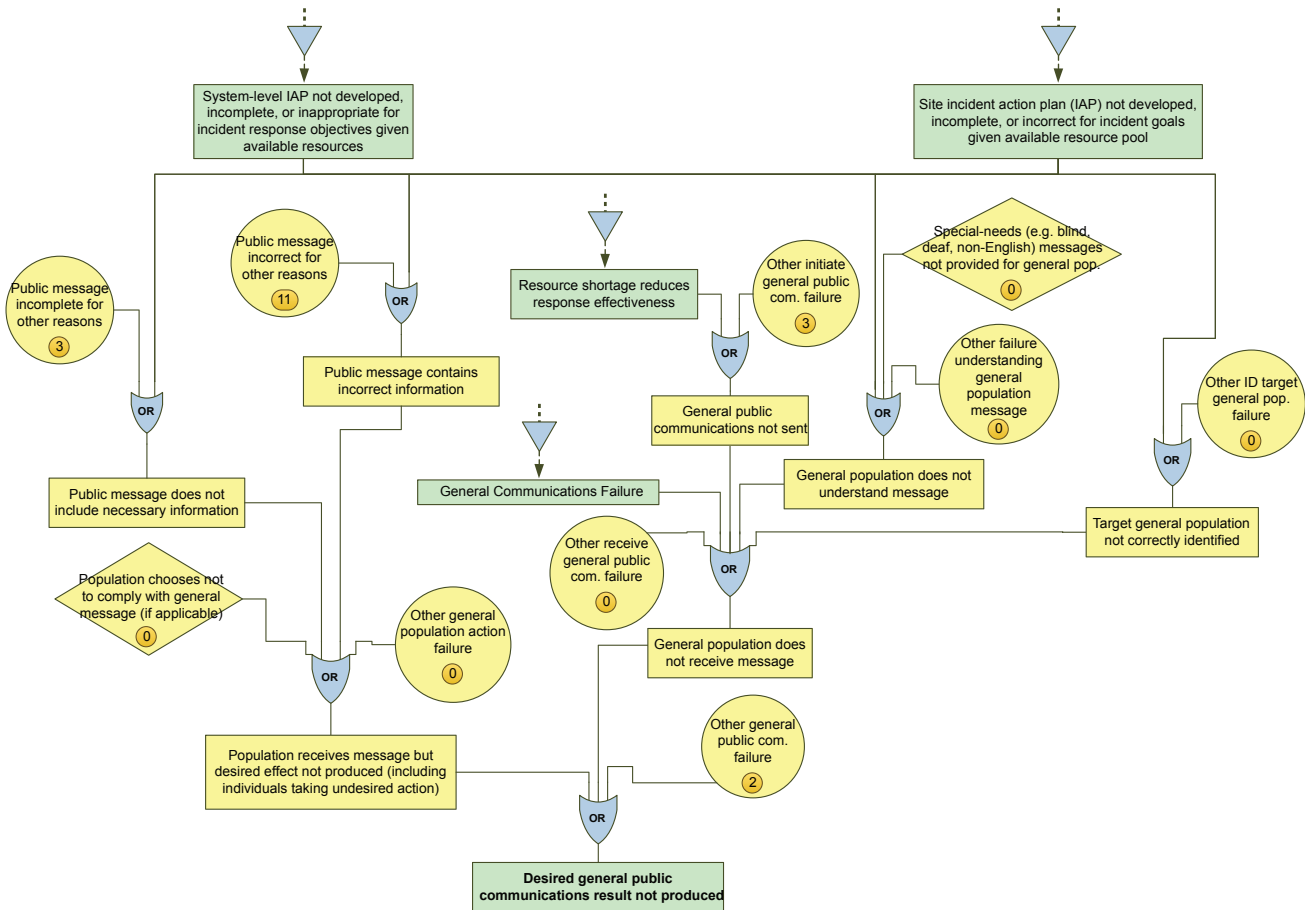 System-level IAP not developed,
incomplete, or inappropriate for
incident response objectives given
available resources
Site incident action plan (IAP) not developed,
incomplete, or incorrect for incident goals
given available resource pool
Public message
incorrect for
other reasons
11
Special-needs (e.g. blind,
deaf, non-English) messages
not provided for general pop.
0
Public message
incomplete for
other reasons
3
OR
Resource shortage reduces
response effectiveness
Other initiate
general public
com. failure
3
OR
Public message contains
incorrect information
Other failure
understanding
general
population
message
0
Other ID target
general pop.
failure
0
OR
OR
General public
communications not sent
OR
General Communications Failure
General population does not
understand message
Public message does not
include necessary information
Target general population
not correctly identified
Other receive
general public
com. failure
0
OR
Population chooses not
to comply with general
message (if applicable)
0
Other general
population action
failure
0
General population does
not receive message
OR
Other general
public com.
failure
2
Population receives message but
desired effect not produced (including
individuals taking undesired action)
OR
Desired general public
communications result not produced